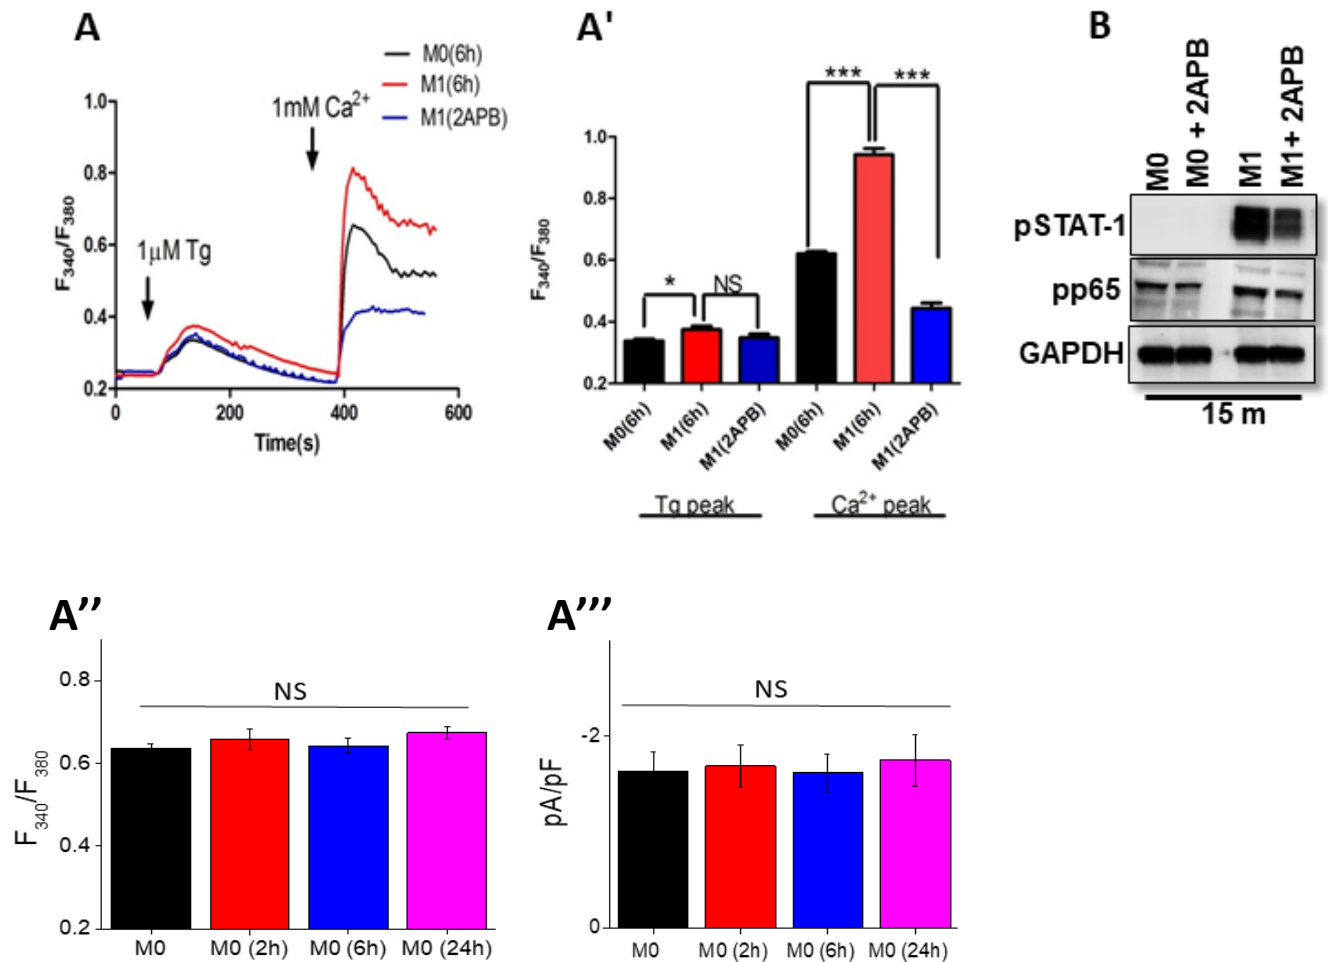 A
M0(6h)
M1(6h)
M1(2APB)
1mM Ca²⁺
1µM Tg
F₃₄₀/F₃₈₀
1.0
0.8
0.6
0.4
0.2
0
200
400
600
Time(s)
A'
***
***
*
NS
F₃₄₀/F₃₈₀
1.0
0.8
0.6
0.4
0.2
M0(6h)
M1(6h)
M1(2APB)
M0(6h)
M1(6h)
M1(2APB)
Tg peak
Ca²⁺ peak
B
M0
M0 + 2APB
M1
M1+ 2APB
pSTAT-1
pp65
GAPDH
15 m
A''
NS
F₃₄₀/F₃₈₀
0.8
0.6
0.4
0.2
M0
M0 (2h)
M0 (6h)
M0 (24h)
A'''
NS
pA/pF
-2
0
M0
M0 (2h)
M0 (6h)
M0 (24h)